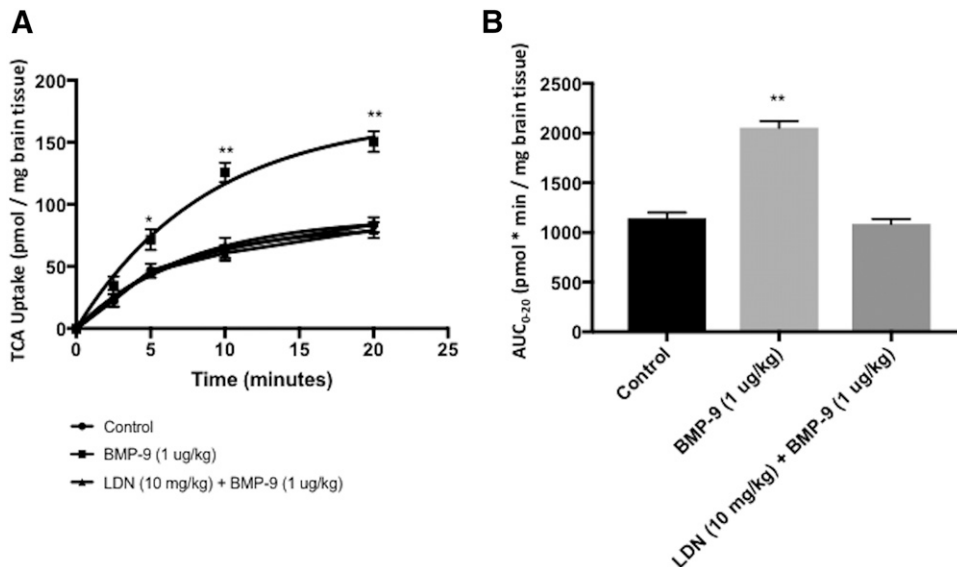 A
TCA Uptake (pmol / mg brain tissue)
200
150
100
50
0
*
**
**
0 5 10 15 20 25
Time (minutes)
Control
BMP-9 (1 ug/kg)
LDN (10 mg/kg) + BMP-9 (1 ug/kg)
B
AUC0-20 (pmol * min / mg brain tissue)
2500
2000
1500
1000
500
0
**
Control
BMP-9 (1 ug/kg)
LDN (10 mg/kg) + BMP-9 (1 ug/kg)